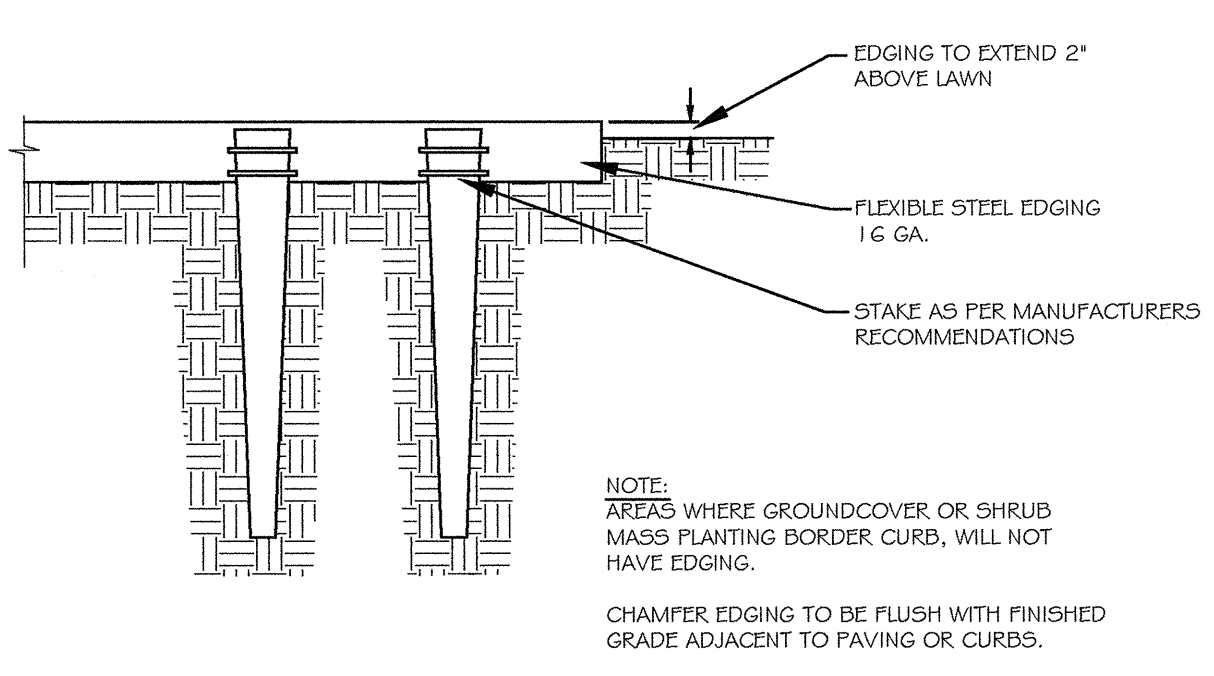 EDGING TO EXTEND 2"
ABOVE LAWN
FLEXIBLE STEEL EDGING
16 GA.
STAKE AS PER MANUFACTURERS
RECOMMENDATIONS
NOTE:
AREAS WHERE GROUNDCOVER OR SHRUB
MASS PLANTING BORDER CURB, WILL NOT
HAVE EDGING.
CHAMFER EDGING TO BE FLUSH WITH FINISHED
GRADE ADJACENT TO PAVING OR CURBS.